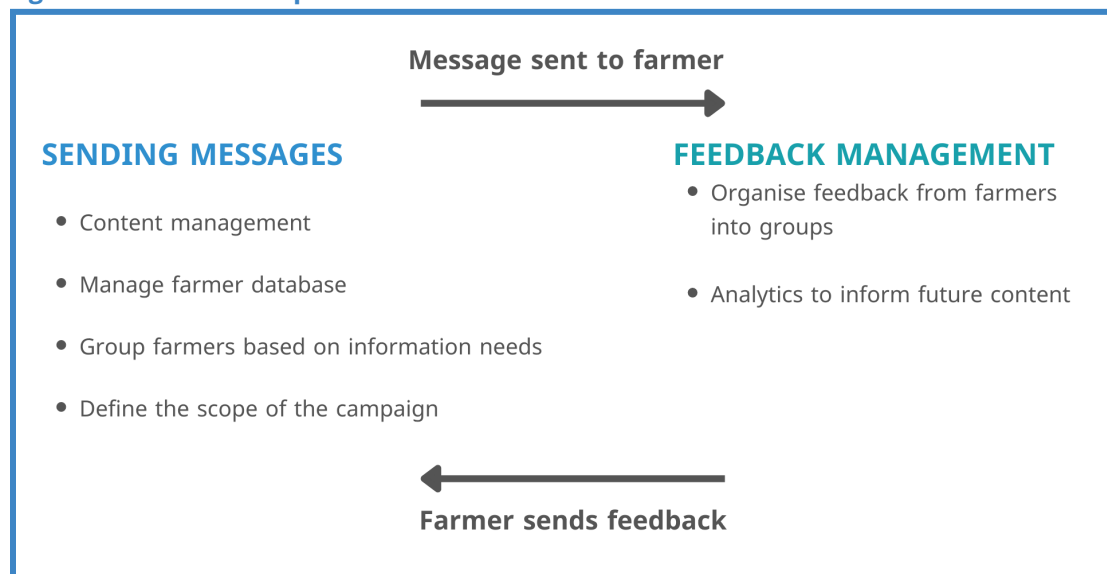 Message sent to farmer
SENDING MESSAGES
Content management
Manage farmer database
Group farmers based on information needs
Define the scope of the campaign
FEEDBACK MANAGEMENT
Organise feedback from farmers
into groups
Analytics to inform future content
Farmer sends feedback